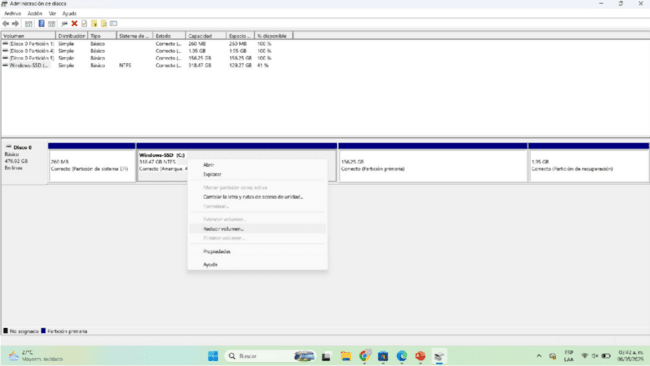 Administración de discos
Archivo Acción Ver Ayuda
Volumen Distribución Tipo Sistema de ... Estado Capacidad Espacio ... % disponible
(Disco 0 Partición 1) Simple Básico Correcto (... 260 MB 260 MB 100 %
(Disco 0 Partición 4) Simple Básico Correcto (... 1.95 GB 1.95 GB 100 %
(Disco 0 Partición 5) Simple Básico Correcto (... 156.25 GB 156.25 GB 100 %
Windows-SSD (... Simple Básico NTFS Correcto (... 318.47 GB 129.27 GB 41 %
Disco 0
Básico
476.92 GB
En línea
260 MB
Correcto (Partición de sistema EFI)
Windows-SSD (C:)
318.47 GB NTFS
Correcto (Arranque, A
156.25 GB
Correcto (Partición primaria)
1.95 GB
Correcto (Partición de recuperación)
Abrir
Explorar
Marcar partición como activa
Cambiar la letra y rutas de acceso de unidad...
Formatear...
Extender volumen...
Reducir volumen...
Eliminar volumen...
Propiedades
Ayuda
No asignado Partición primaria
27°C
Mayorm. nublado
Buscar
ESP
LAA